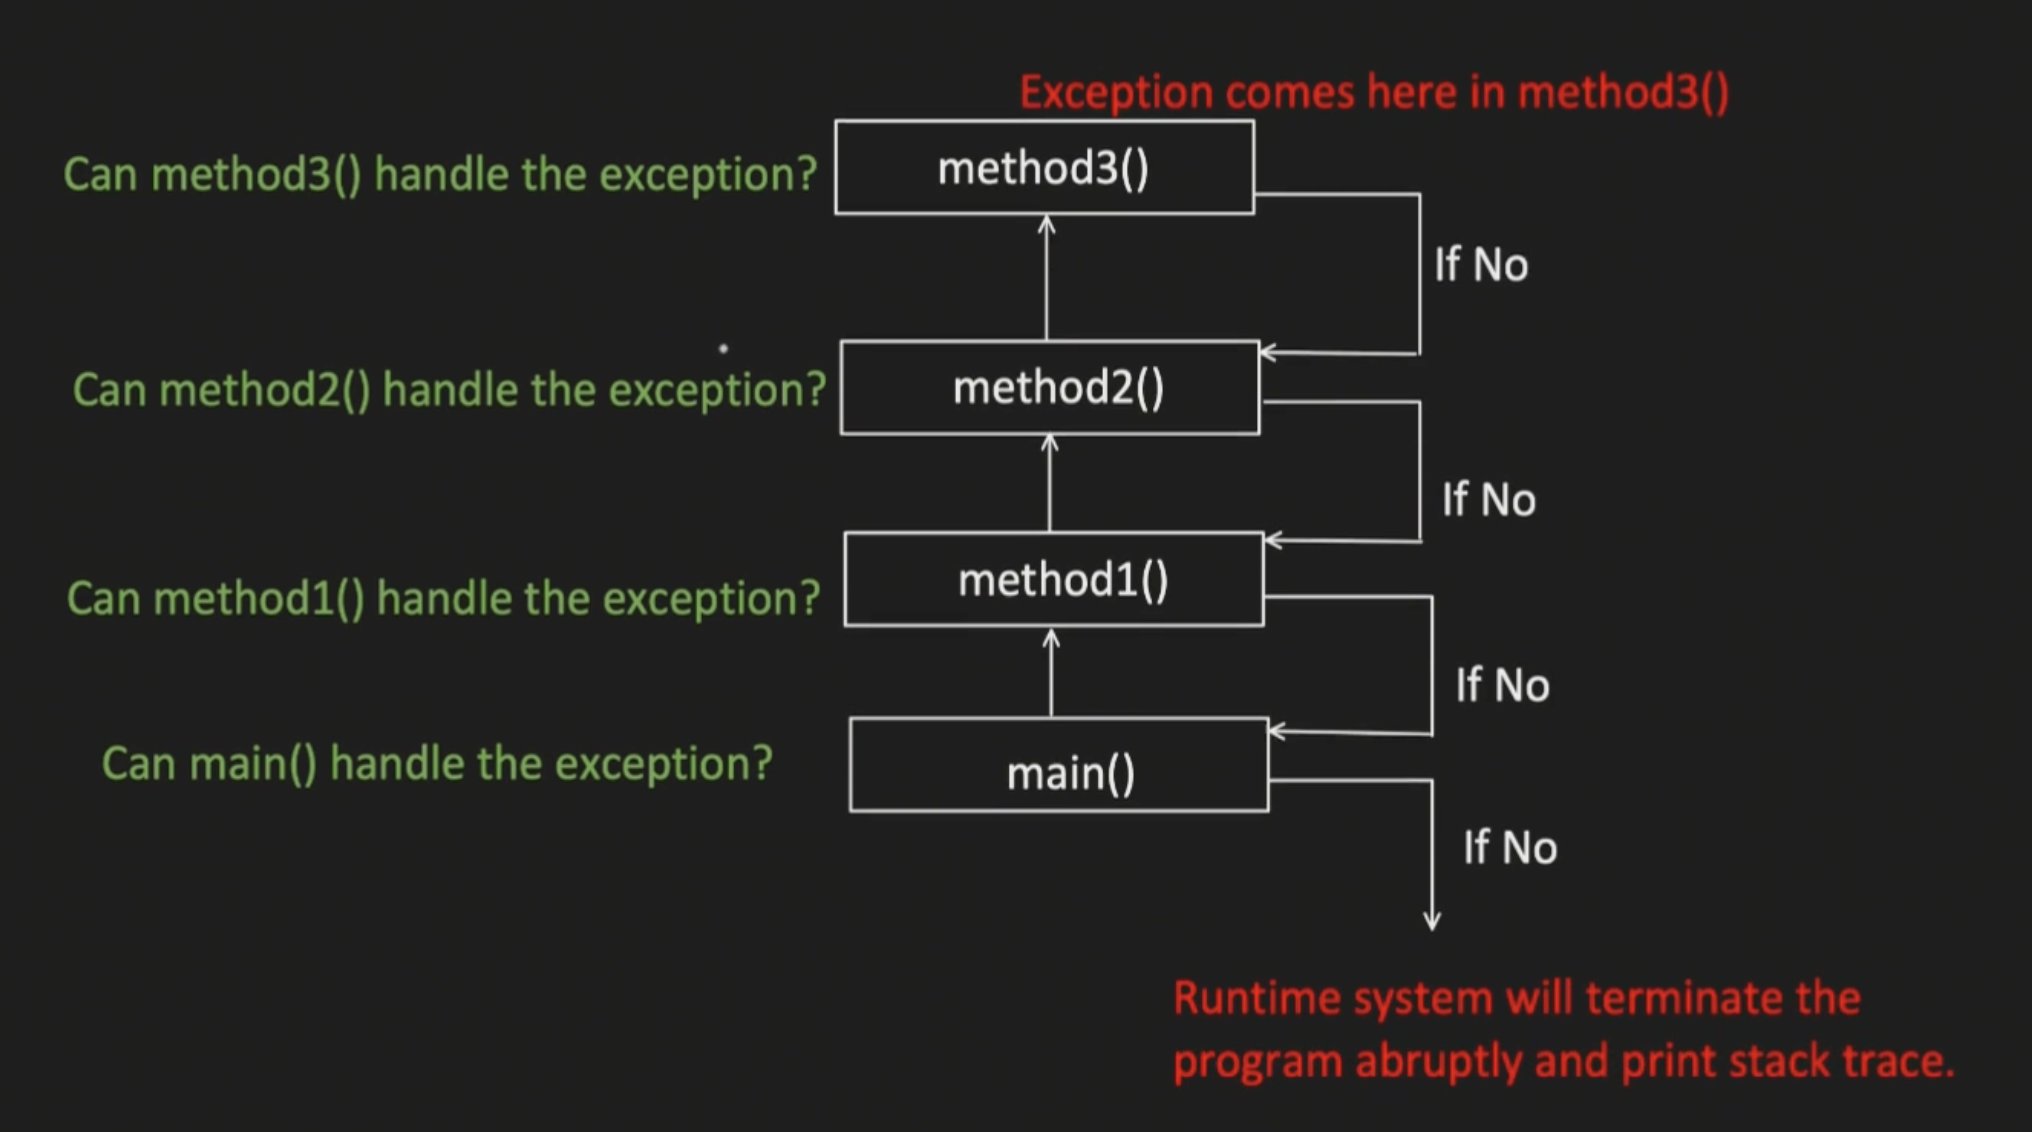 Exception comes here in method3()
Can method3() handle the exception?
method3()
If No
Can method2() handle the exception?
method2()
If No
Can method1() handle the exception?
method1()
If No
Can main() handle the exception?
main()
If No
Runtime system will terminate the
program abruptly and print stack trace.